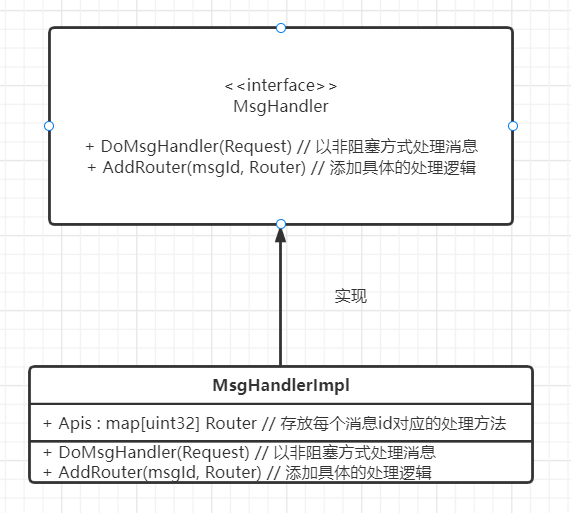 <<interface>>
MsgHandler
+ DoMsgHandler(Request) // 以非阻塞方式处理消息
+ AddRouter(msgId, Router) // 添加具体的处理逻辑
实现
MsgHandlerImpl
+ Apis : map[uint32] Router // 存放每个消息id对应的处理方法
+ DoMsgHandler(Request) // 以非阻塞方式处理消息
+ AddRouter(msgId, Router) // 添加具体的处理逻辑